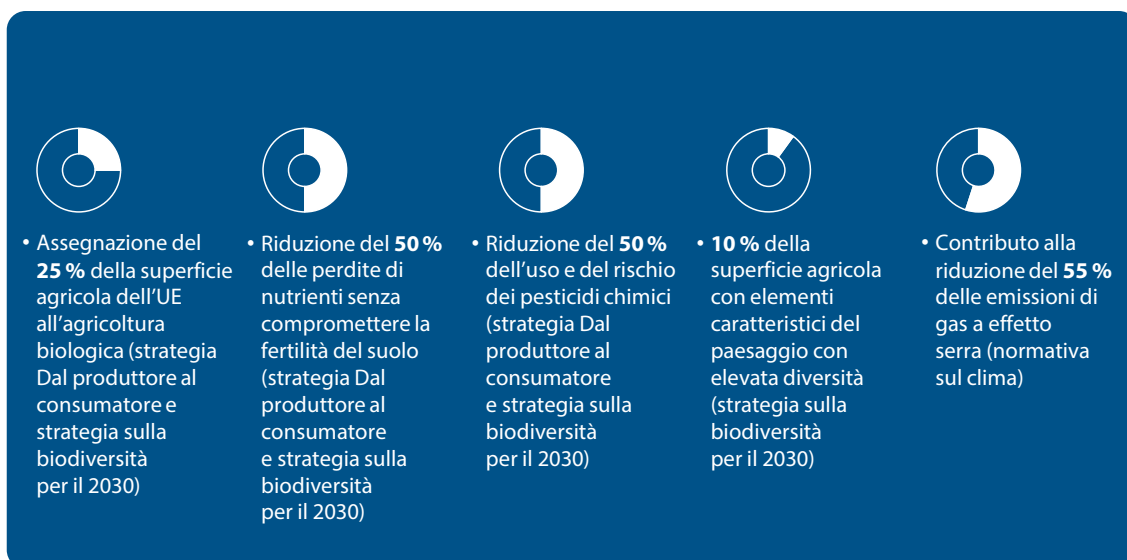 • Assegnazione del
25 % della superficie
agricola dell'UE
all'agricoltura
biologica (strategia
Dal produttore al
consumatore e
strategia sulla
biodiversità
per il 2030)
• Riduzione del 50 %
delle perdite di
nutrienti senza
compromettere la
fertilità del suolo
(strategia Dal
produttore al
consumatore
e strategia sulla
biodiversità
per il 2030)
• Riduzione del 50 %
dell'uso e del rischio
dei pesticidi chimici
(strategia Dal
produttore al
consumatore
e strategia sulla
biodiversità
per il 2030)
• 10 % della
superficie agricola
con elementi
caratteristici del
paesaggio con
elevata diversità
(strategia sulla
biodiversità
per il 2030)
• Contributo alla
riduzione del 55 %
delle emissioni di
gas a effetto
serra (normativa
sul clima)